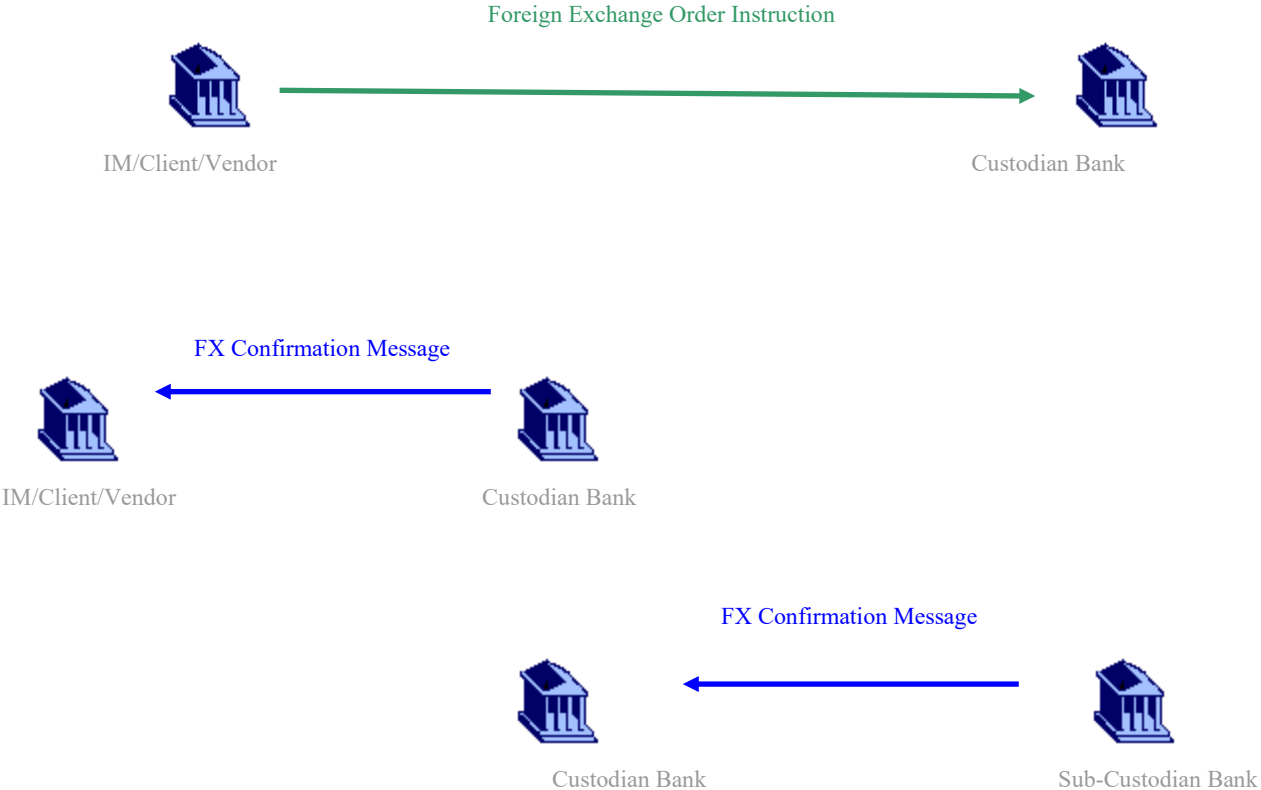 Foreign Exchange Order Instruction
IM/Client/Vendor
Custodian Bank
FX Confirmation Message
IM/Client/Vendor
Custodian Bank
FX Confirmation Message
Custodian Bank
Sub-Custodian Bank